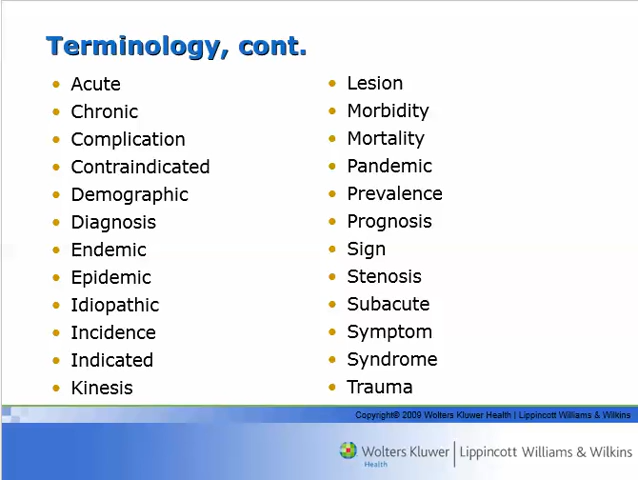 Terminology, cont.
• Acute
• Chronic
• Complication
• Contraindicated
• Demographic
• Diagnosis
• Endemic
• Epidemic
• Idiopathic
• Incidence
• Indicated
• Kinesis
• Lesion
• Morbidity
• Mortality
• Pandemic
• Prevalence
• Prognosis
• Sign
• Stenosis
• Subacute
• Symptom
• Syndrome
• Trauma
Copyright© 2009 Wolters Kluwer Health | Lippincott Williams & Wilkins
Wolters Kluwer | Lippincott Williams & Wilkins
Health